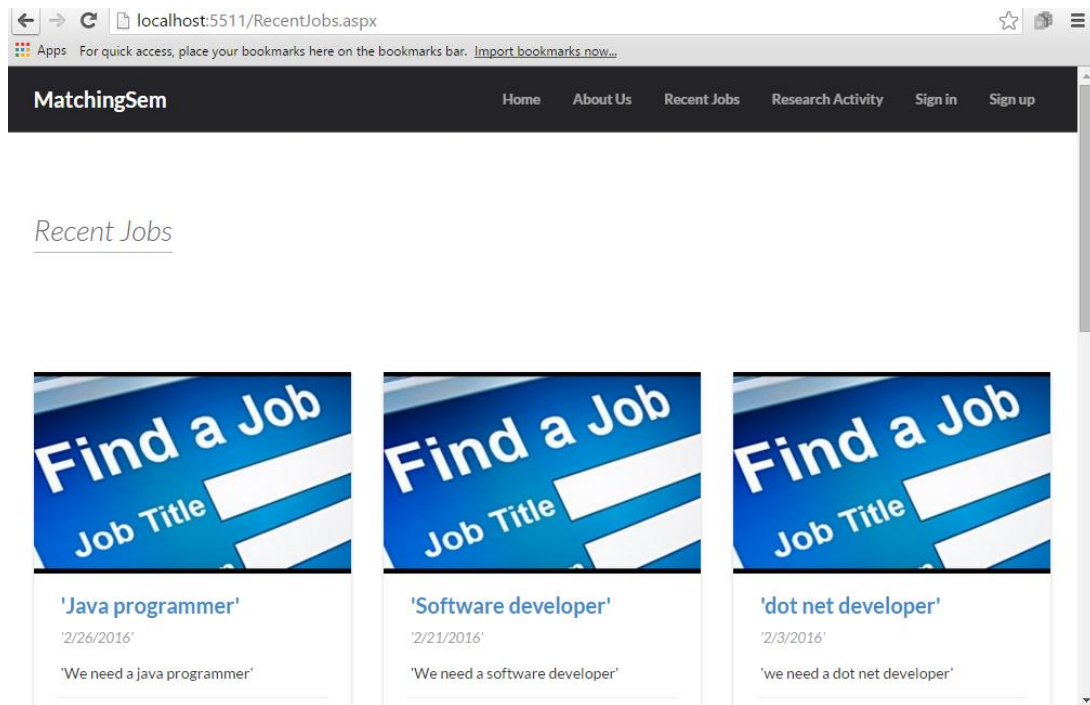 localhost:5511/RecentJobs.aspx
Apps For quick access, place your bookmarks here on the bookmarks bar. Import bookmarks now...
MatchingSem Home About Us Recent Jobs Research Activity Sign in Sign up
Recent Jobs
Find a Job
Job Title
Find a Job
Job Title
Find a Job
Job Title
'Java programmer'
'2/26/2016'
'We need a java programmer'
'Software developer'
'2/21/2016'
'We need a software developer'
'dot net developer'
'2/3/2016'
'we need a dot net developer'